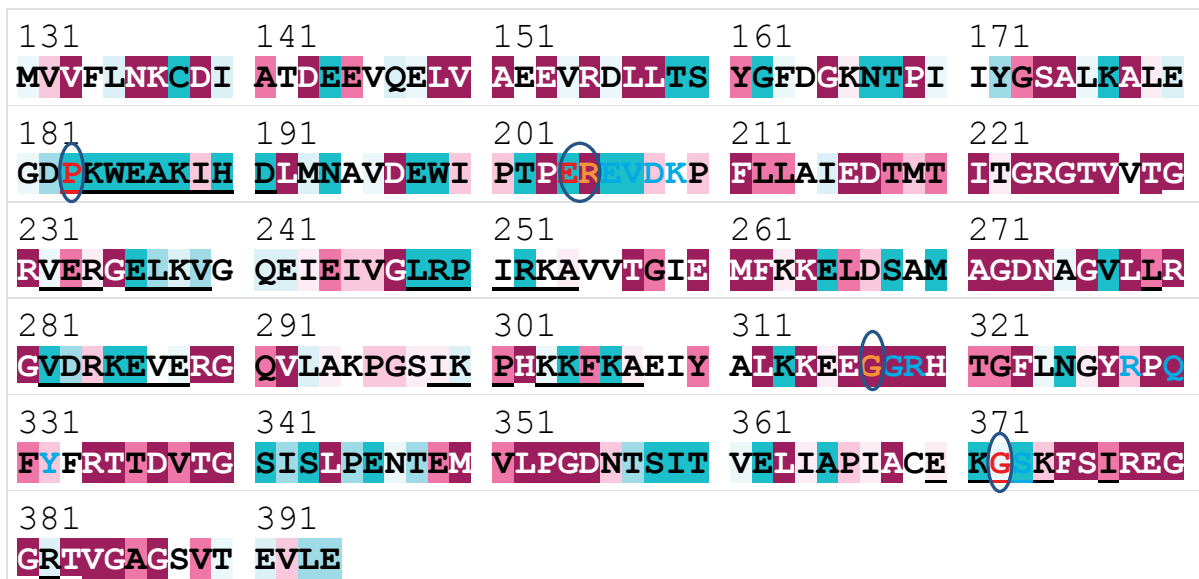 131 141 151 161 171
MVVFLNKCDI ATDEEVQELV AEEVRDLLTS YGFDGKNTPI IYGSALKALE
181 191 201 211 221
GDPKWEAKIH DLMNAVDEWI PTPEREVDKP FLLAIEDTMT ITGRGTVVTG
231 241 251 261 271
RVERGELKVG QEIEIVGLRP IRKAVVTGIE MFKKELDSAM AGDNAGVLLR
281 291 301 311 321
GVDRKEVERG QVLAKPGSIK PHKKFKAEIY ALKKEEGGRH TGFLNGYRPQ
331 341 351 361 371
FYFRTTDVTG SISLPENTEM VLPGDNTSIT VELIAPIACE KGSKFSIREG
381 391
GRTVGAGSVT EVLE